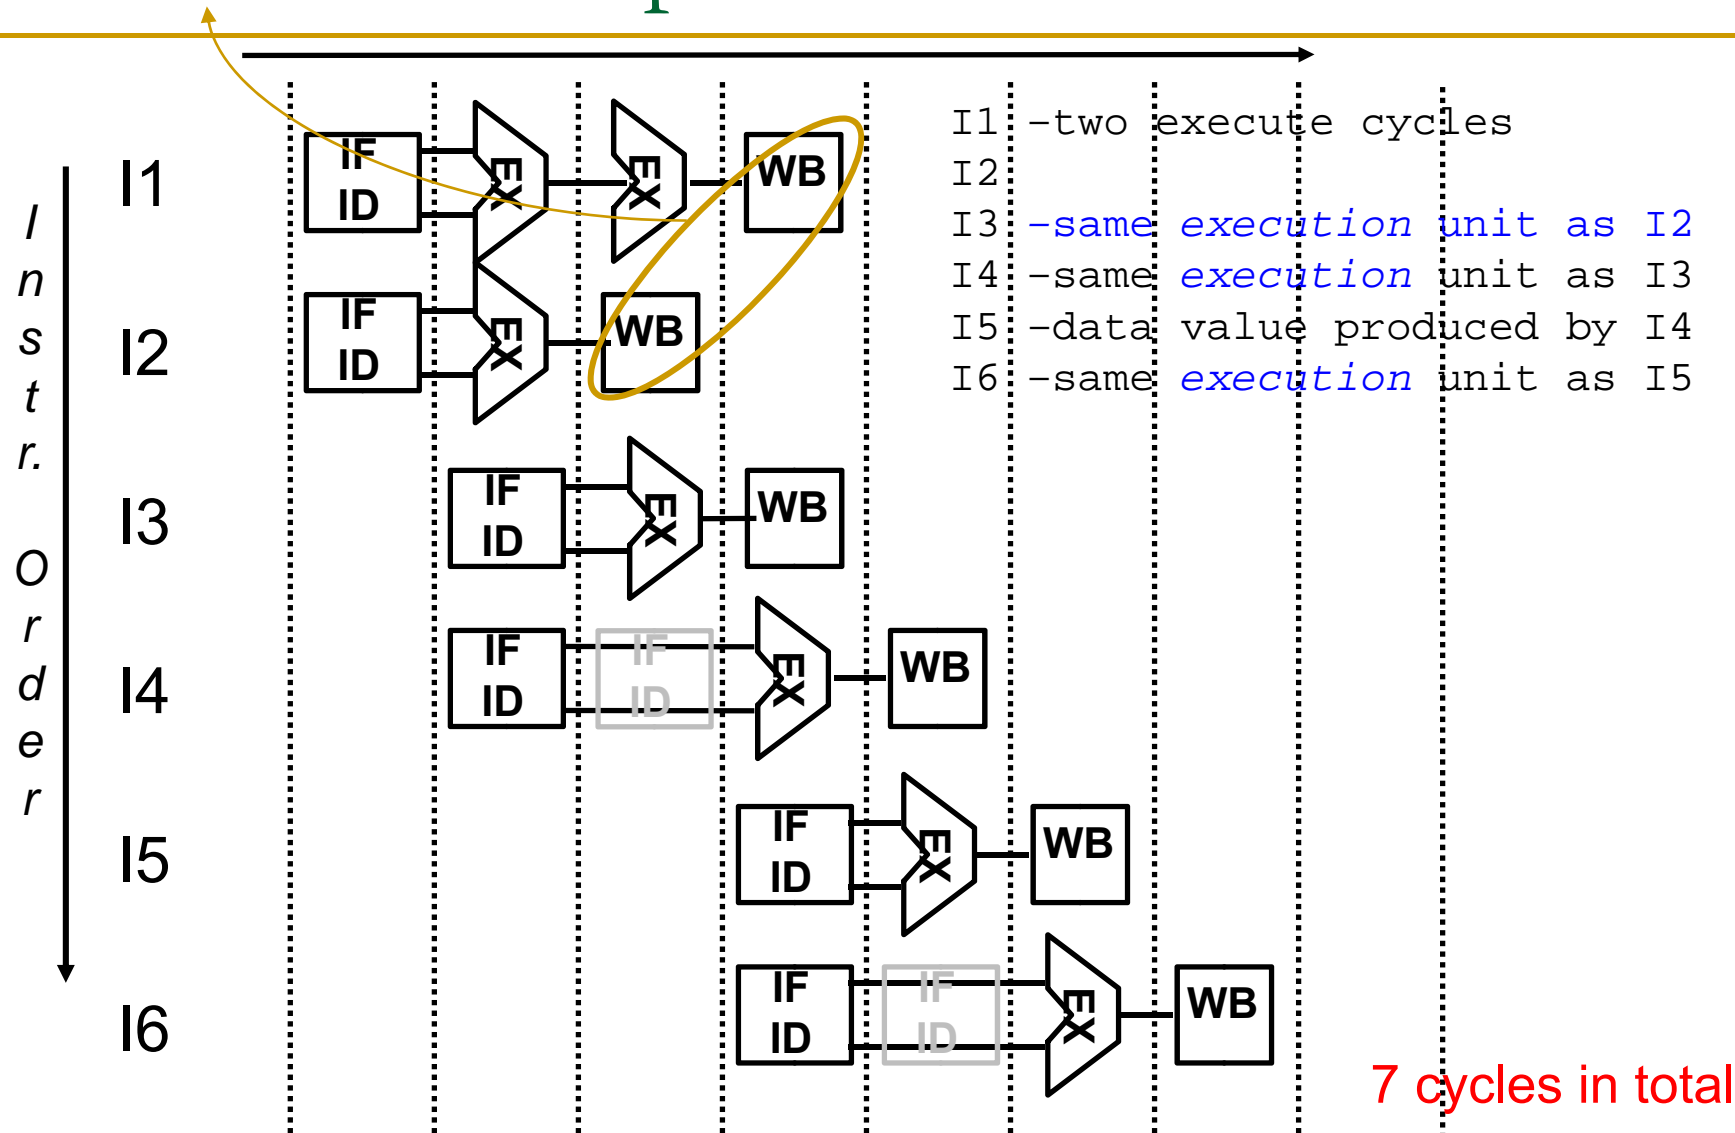 I1 –two execute cycles
I2
I3 –same execution unit as I2
I4 –same execution unit as I3
I5 –data value produced by I4
I6 –same execution unit as I5
Instr. Order
I1
IF
ID
EX
EX
WB
I2
IF
ID
EX
WB
I3
IF
ID
EX
WB
I4
IF
ID
IF
ID
EX
WB
I5
IF
ID
EX
WB
I6
IF
ID
IF
ID
EX
WB
7 cycles in total